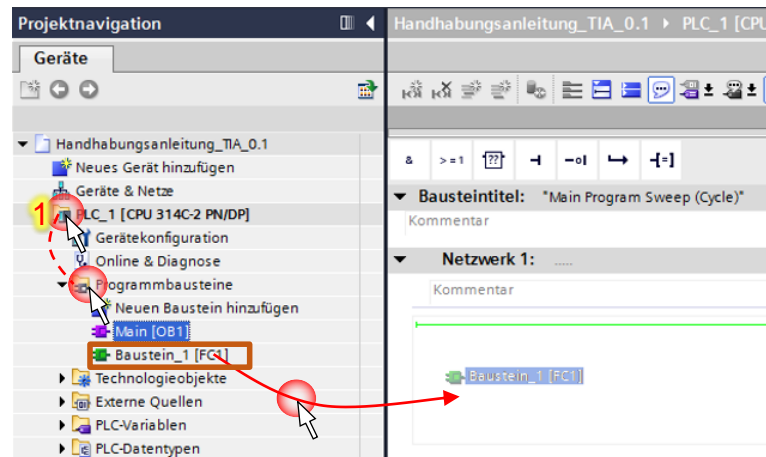 Projektnavigation
Handhabungsanleitung_TIA_0.1 ▸ PLC_1 [CPU
Geräte
Handhabungsanleitung_TIA_0.1
Neues Gerät hinzufügen
Geräte & Netze
1
PLC_1 [CPU 314C-2 PN/DP]
Gerätekonfiguration
Online & Diagnose
Programmbausteine
Neuen Baustein hinzufügen
Main [OB1]
Baustein_1 [FC1]
Technologieobjekte
Externe Quellen
PLC-Variablen
PLC-Datentypen
& >=1 ?? -[=]
Bausteintitel: "Main Program Sweep (Cycle)"
Kommentar
Netzwerk 1: .....
Kommentar
Baustein_1 [FC1]